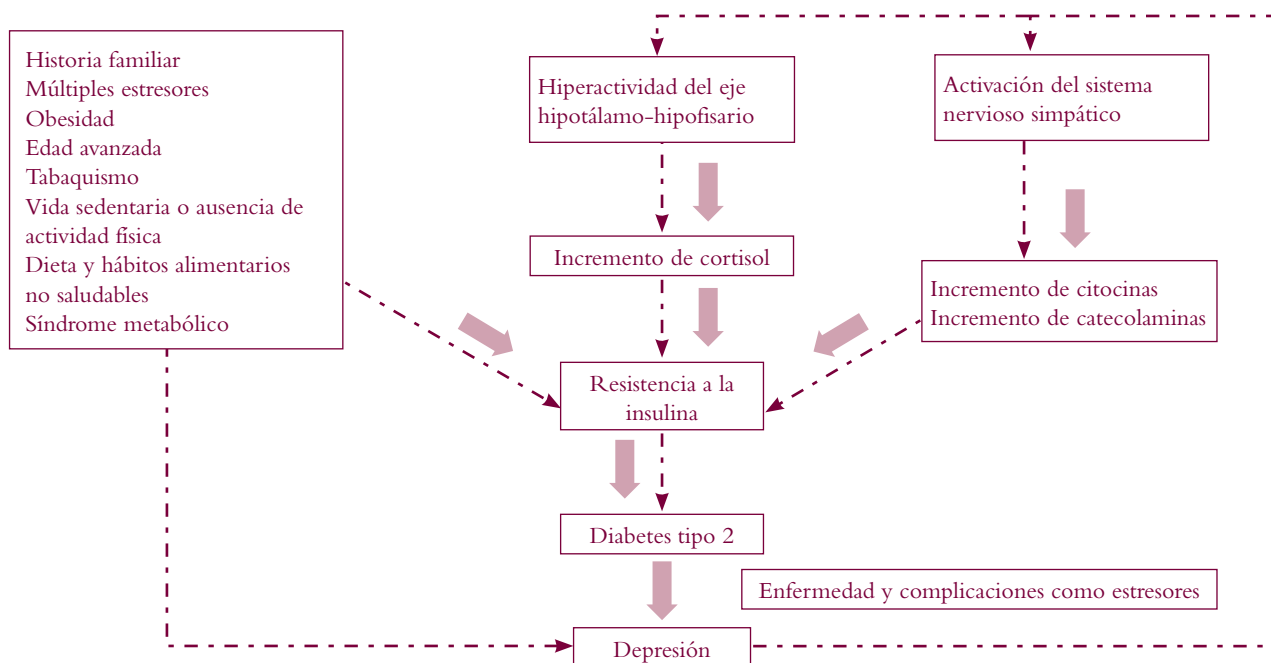 Historia familiar
Múltiples estresores
Obesidad
Edad avanzada
Tabaquismo
Vida sedentaria o ausencia de
actividad física
Dieta y hábitos alimentarios
no saludables
Síndrome metabólico
Hiperactividad del eje
hipotálamo-hipofisario
Activación del sistema
nervioso simpático
Incremento de cortisol
Incremento de citocinas
Incremento de catecolaminas
Resistencia a la
insulina
Diabetes tipo 2
Enfermedad y complicaciones como estresores
Depresión